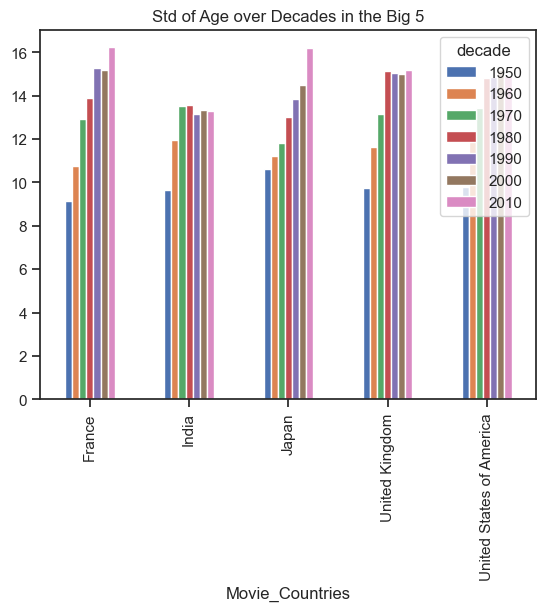 Std of Age over Decades in the Big 5
16
14
12
10
8
6
4
2
0
decade
1950
1960
1970
1980
1990
2000
2010
France
India
Japan
United Kingdom
United States of America
Movie_Countries